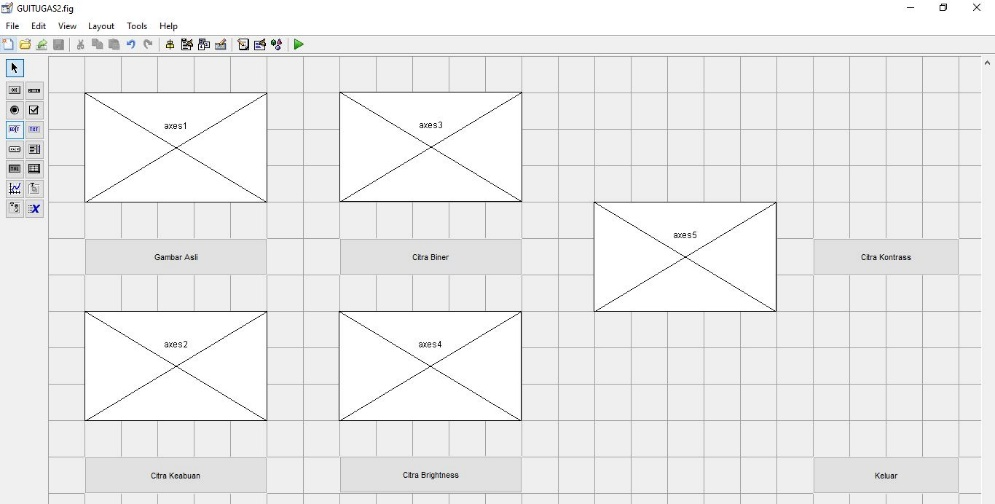 GUITUGAS2.fig
File Edit View Layout Tools Help
axes1
axes3
axes5
Gambar Asli
Citra Biner
Citra Kontrass
axes2
axes4
Citra Keabuan
Citra Brightness
Keluar